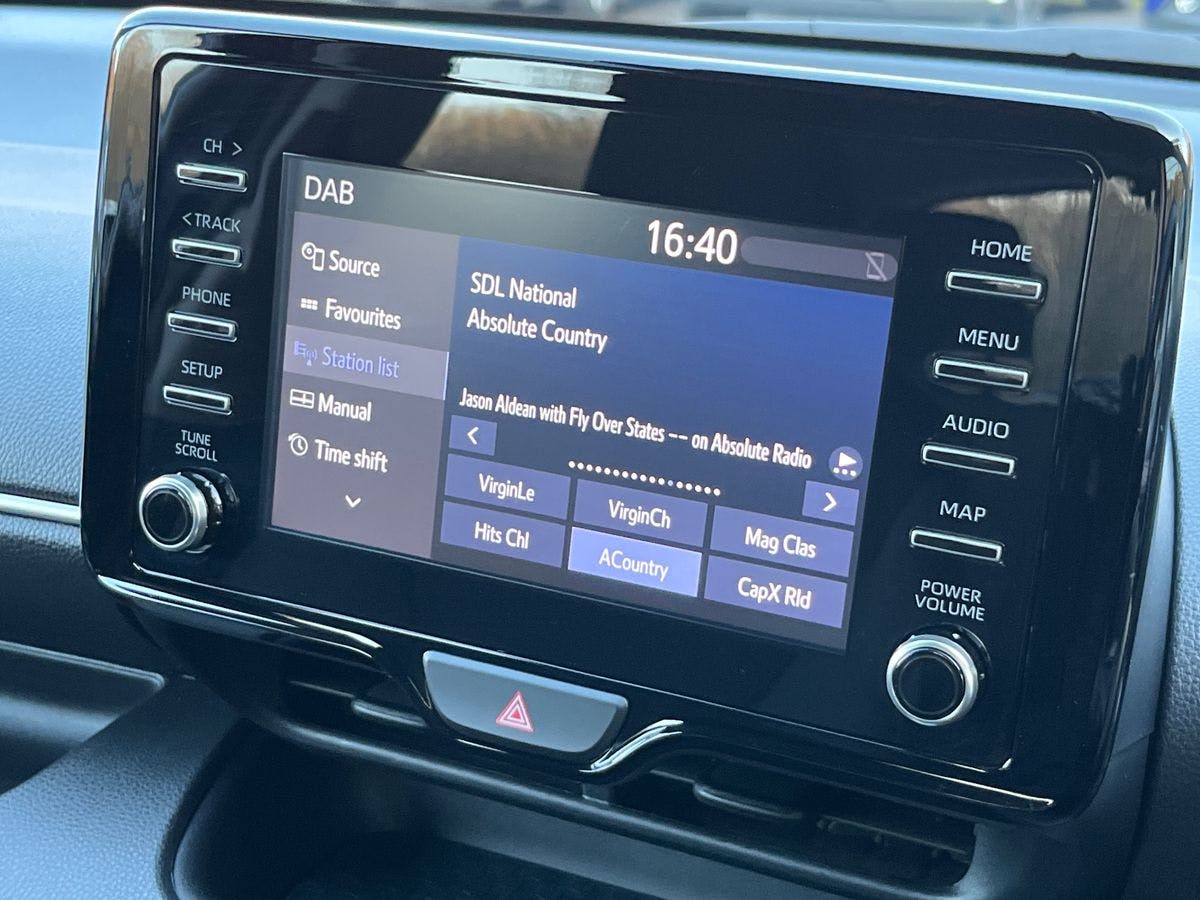 CH >
< TRACK
PHONE
SETUP
TUNE
SCROLL
DAB
16:40
Source
Favourites
Station list
Manual
Time shift
SDL National
Absolute Country
Jason Aldean with Fly Over States -- on Absolute Radio
<
>
VirginLe
VirginCh
Mag Clas
Hits Chl
ACountry
CapX Rld
HOME
MENU
AUDIO
MAP
POWER
VOLUME